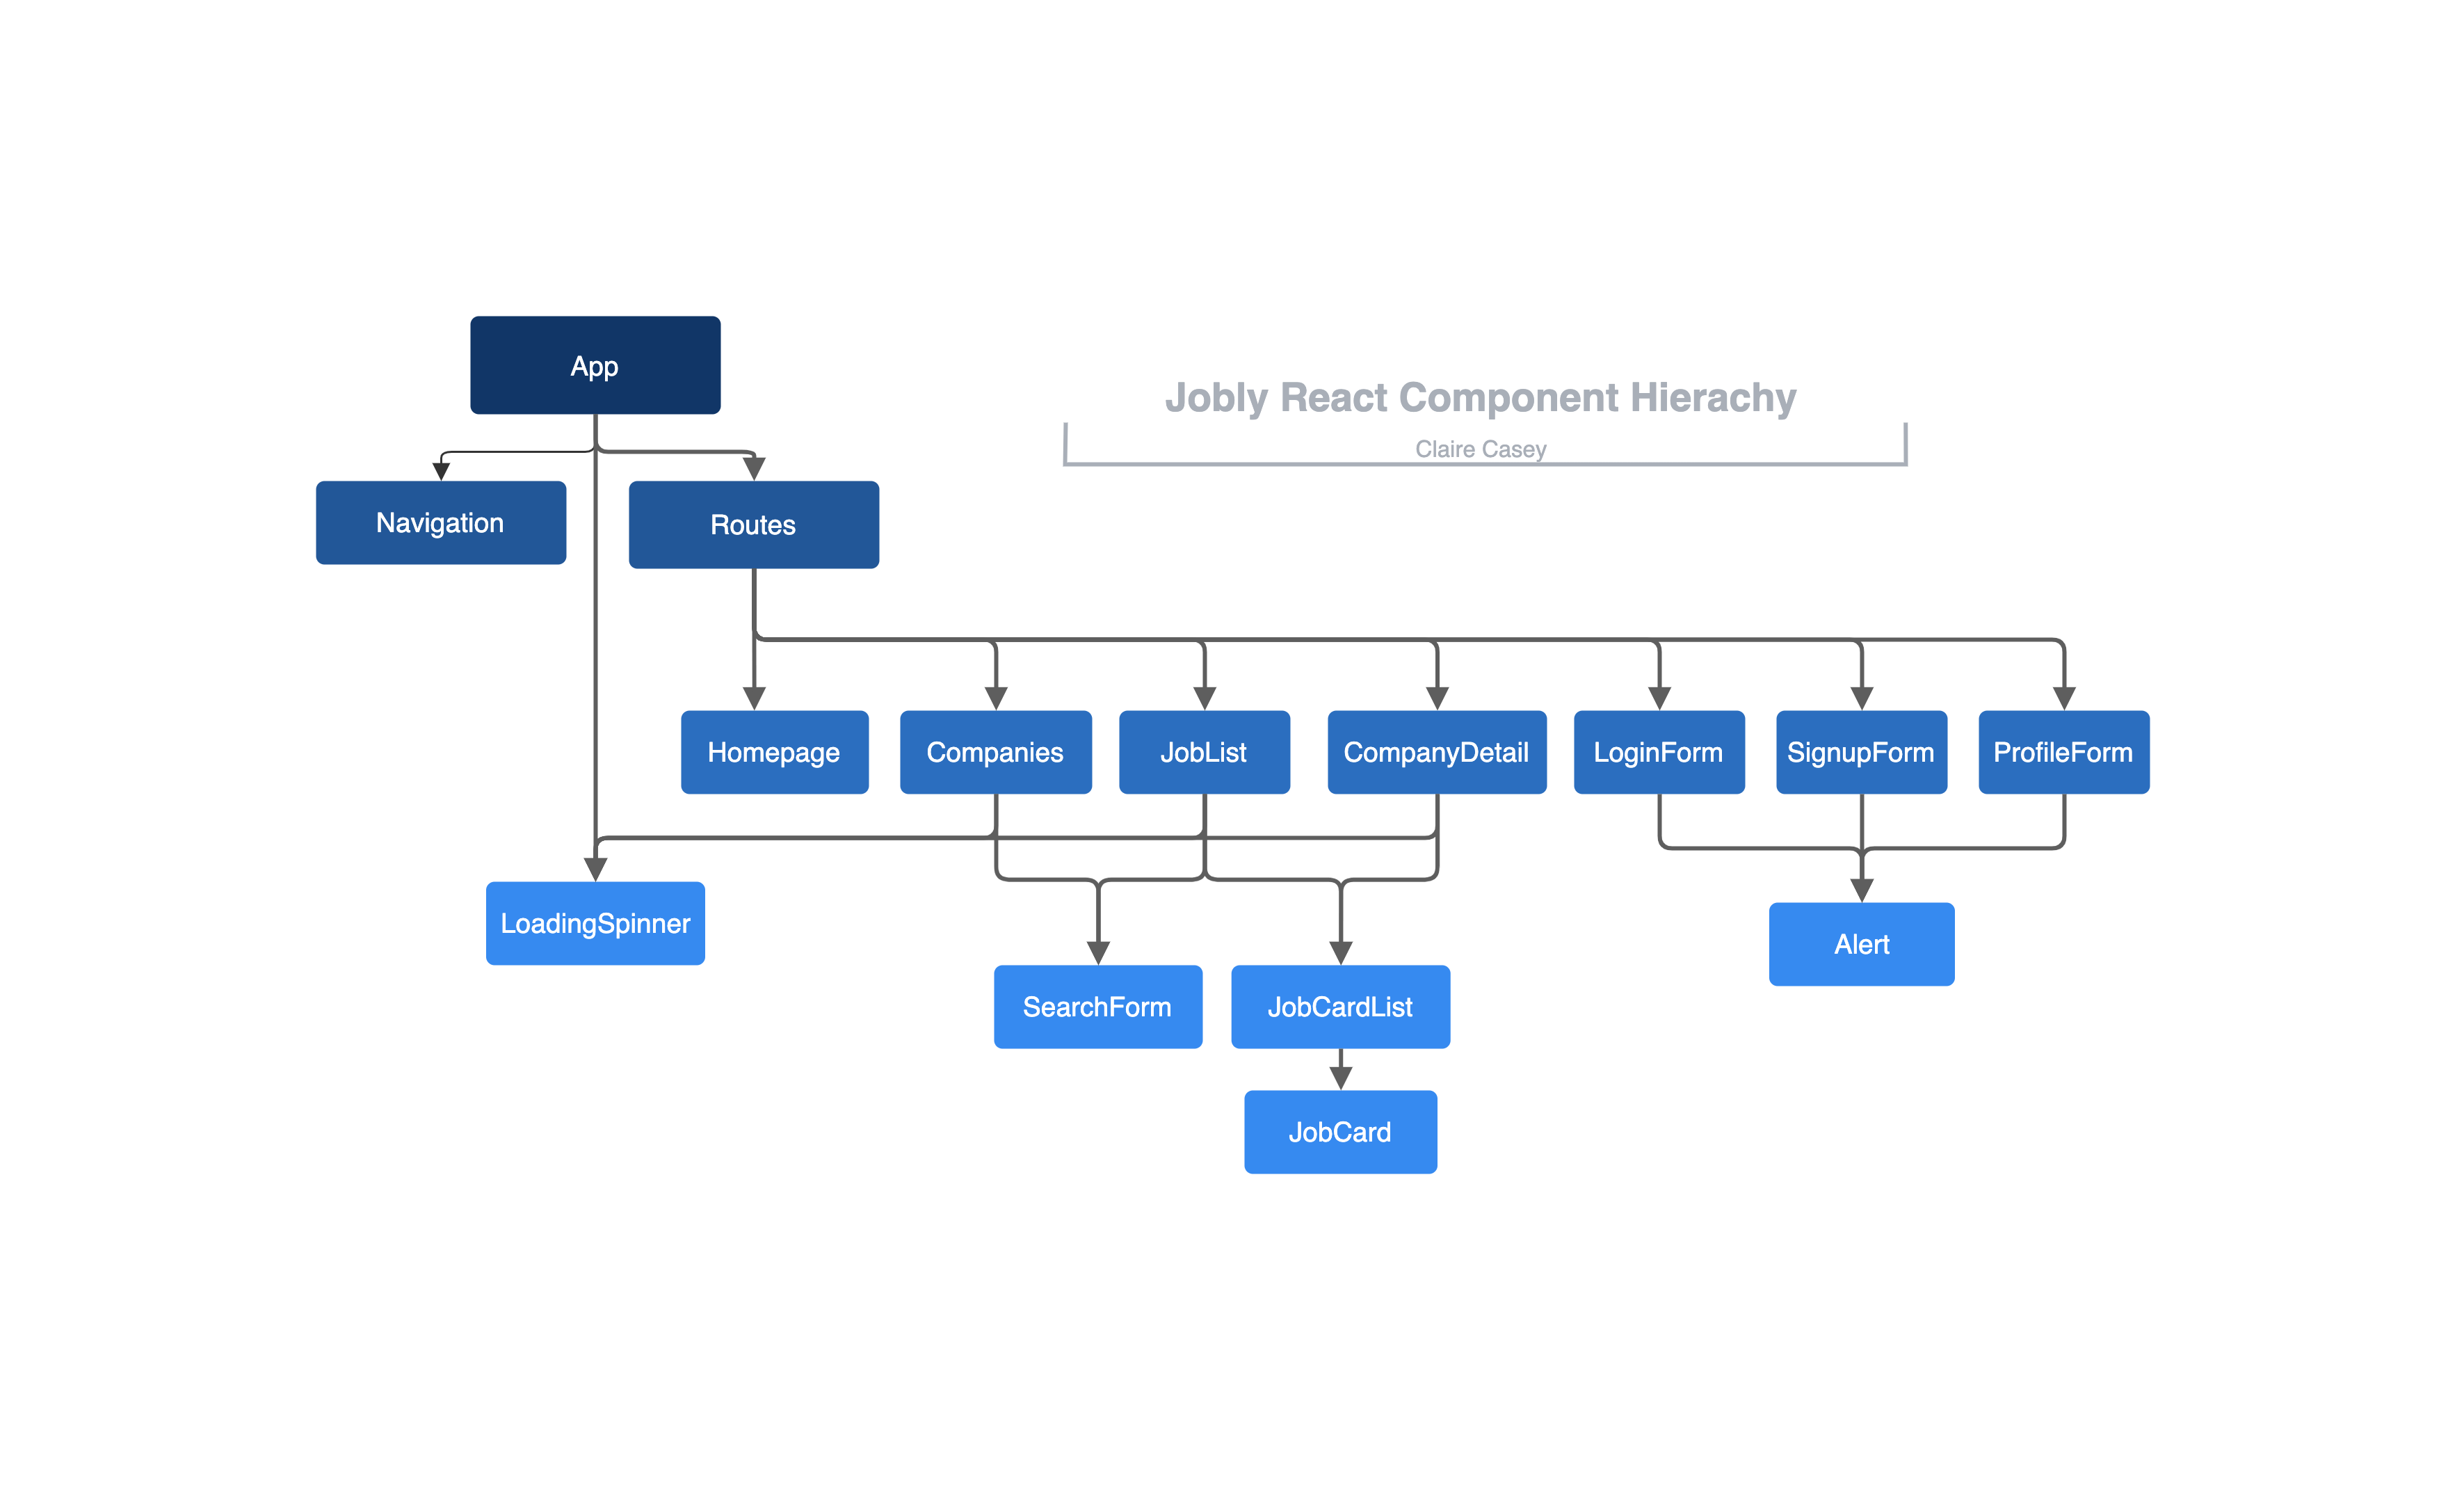 App
Jobly React Component Hierachy
Claire Casey
Navigation
Routes
Homepage
Companies
JobList
CompanyDetail
LoginForm
SignupForm
ProfileForm
LoadingSpinner
Alert
SearchForm
JobCardList
JobCard